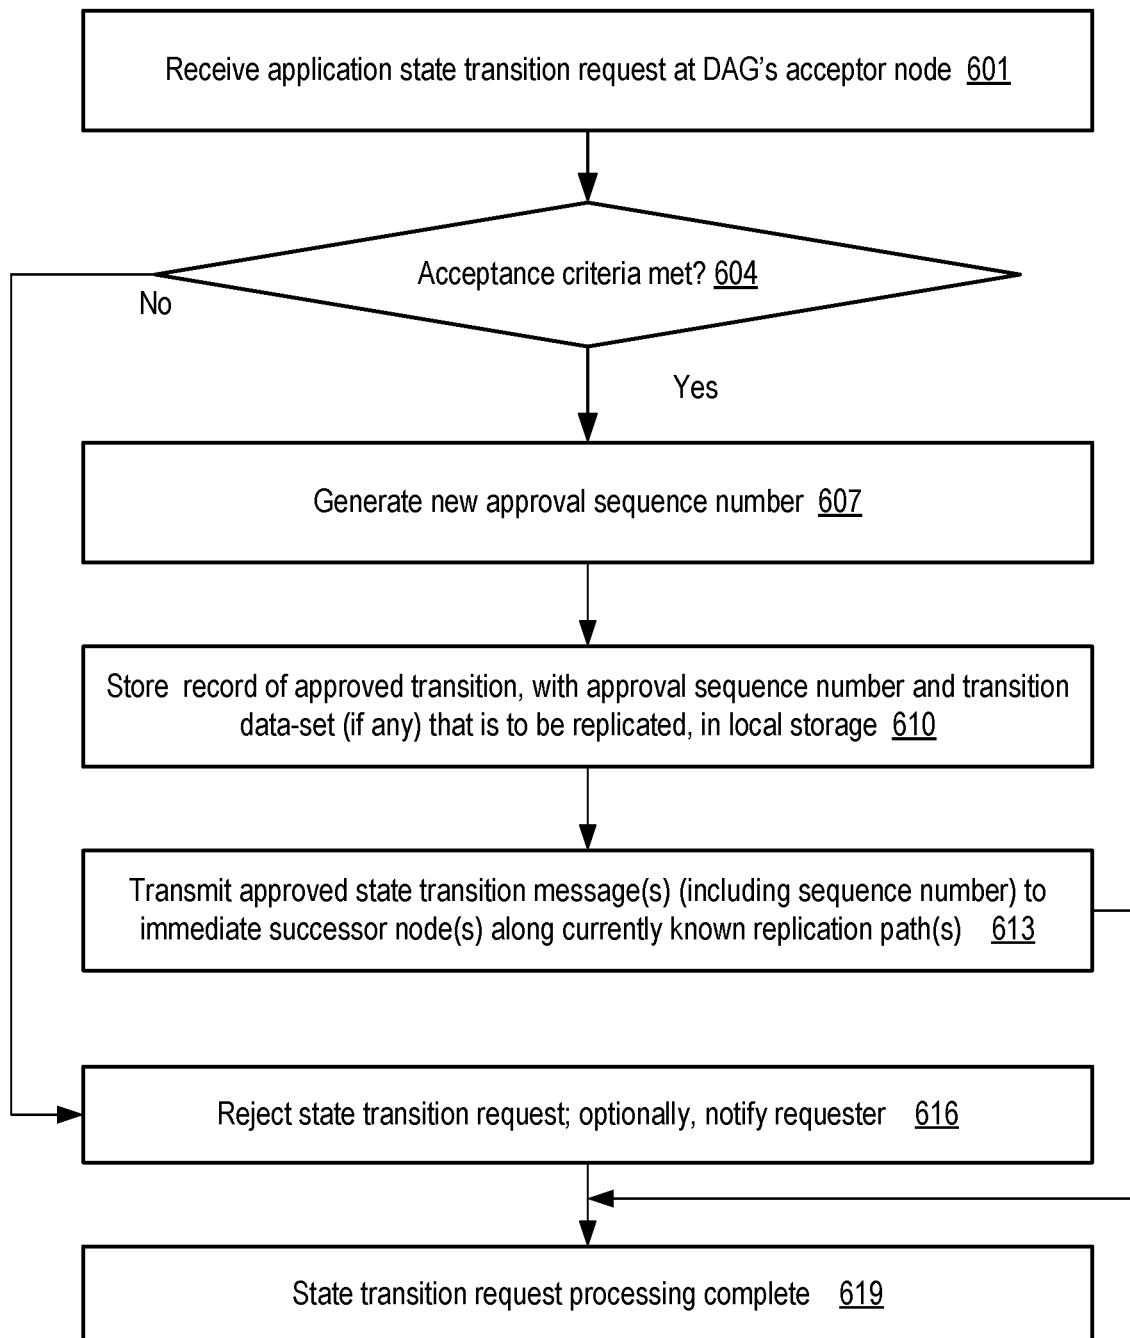 Receive application state transition request at DAG's acceptor node 601
Acceptance criteria met? 604
No
Yes
Generate new approval sequence number 607
Store record of approved transition, with approval sequence number and transition
data-set (if any) that is to be replicated, in local storage 610
Transmit approved state transition message(s) (including sequence number) to
immediate successor node(s) along currently known replication path(s) 613
Reject state transition request; optionally, notify requester 616
State transition request processing complete 619